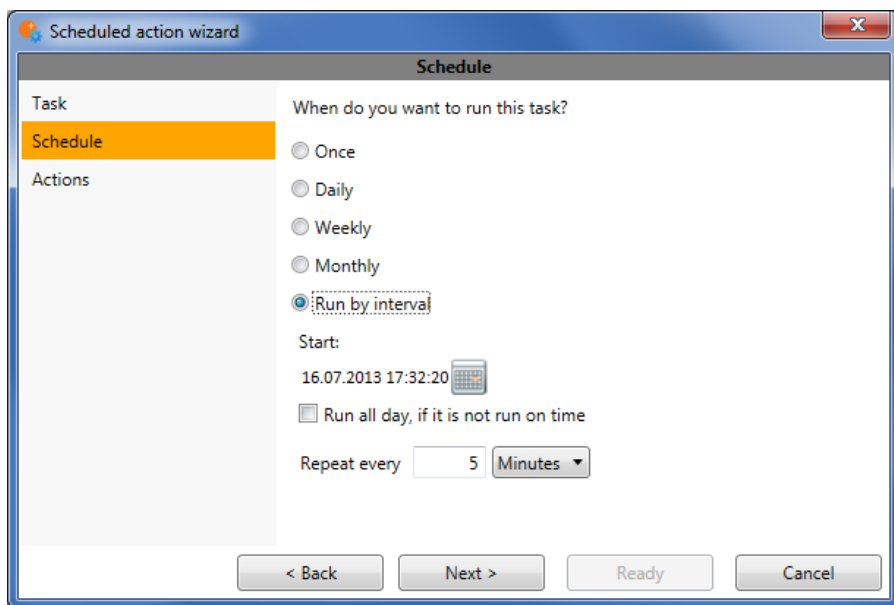 Scheduled action wizard
Schedule
Task
Schedule
Actions
When do you want to run this task?
Once
Daily
Weekly
Monthly
Run by interval
Start:
16.07.2013 17:32:20
Run all day, if it is not run on time
Repeat every 5 Minutes
< Back Next > Ready Cancel